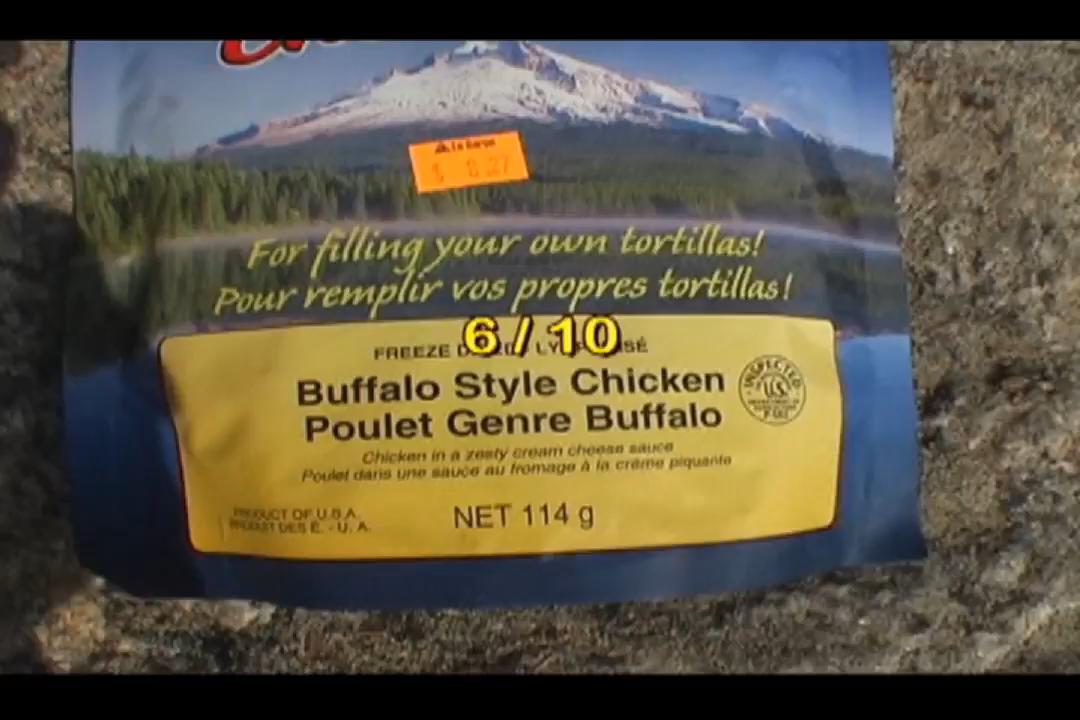 $ 8.27
For filling your own tortillas!
Pour remplir vos propres tortillas!
6 / 10
FREEZE
Buffalo Style Chicken
Poulet Genre Buffalo
INSPECTED
U.S.
Chicken in a zesty cream cheese sauce
Poulet dans une sauce au fromage à la crème piquante
PRODUCT OF U.S.A.
PRODUIT DES É. - U. A.
NET 114 g